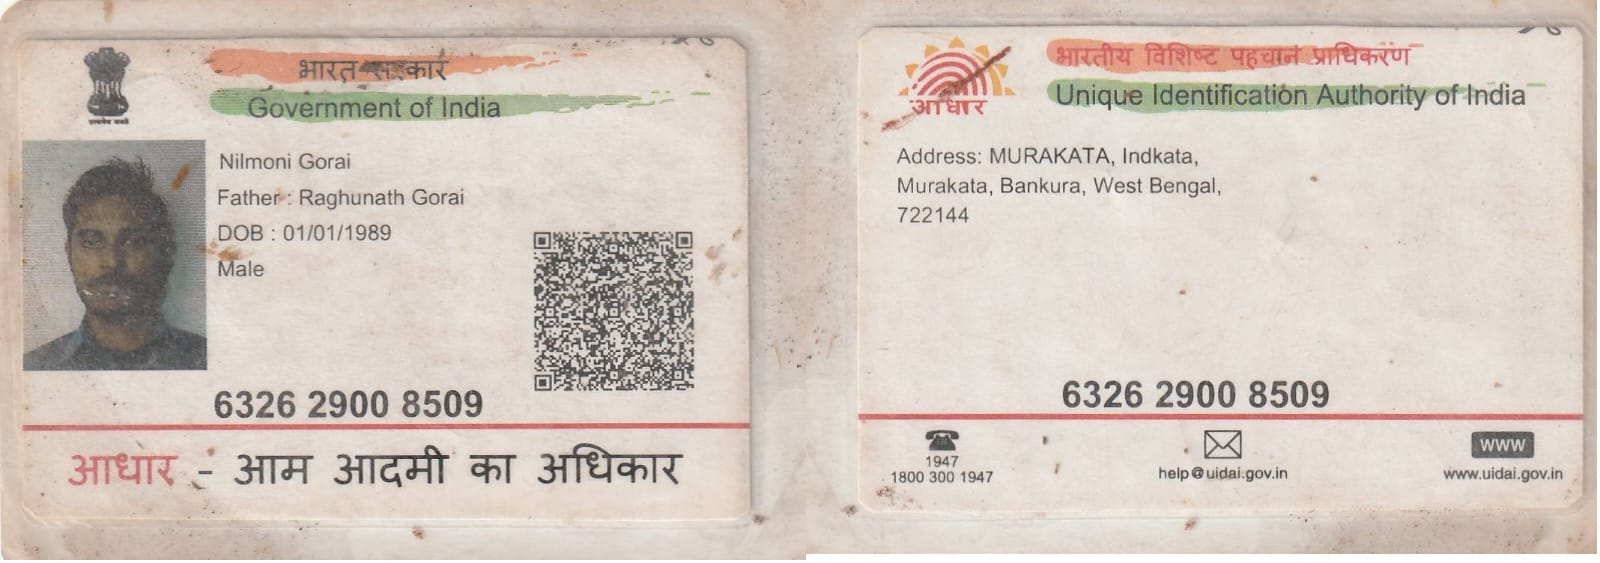 भारत सरकार
Government of India
Nilmoni Gorai
Father : Raghunath Gorai
DOB : 01/01/1989
Male
6326 2900 8509
आधार - आम आदमी का अधिकार
भारतीय विशिष्ट पहचान प्राधिकरण
आधार
Unique Identification Authority of India
Address: MURAKATA, Indkata,
Murakata, Bankura, West Bengal,
722144
6326 2900 8509
1947
1800 300 1947
help@uidai.gov.in
www
www.uidai.gov.in